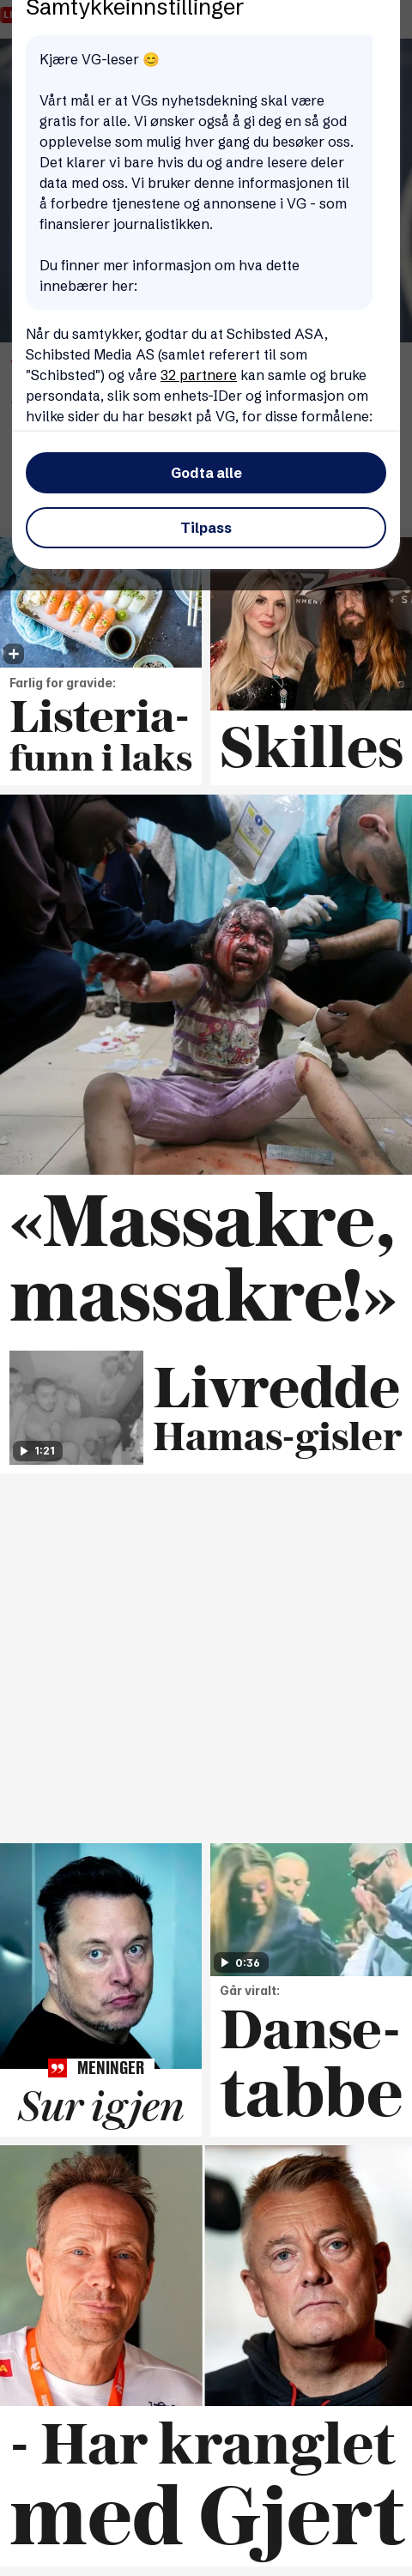 Samtykkeinnstillinger
Kjære VG-leser 😊
Vårt mål er at VGs nyhetsdekning skal være
gratis for alle. Vi ønsker også å gi deg en så god
opplevelse som mulig hver gang du besøker oss.
Det klarer vi bare hvis du og andre lesere deler
data med oss. Vi bruker denne informasjonen til
å forbedre tjenestene og annonsene i VG - som
finansierer journalistikken.
Du finner mer informasjon om hva dette
innebærer her:
Når du samtykker, godtar du at Schibsted ASA,
Schibsted Media AS (samlet referert til som
"Schibsted") og våre 32 partnere kan samle og bruke
persondata, slik som enhets-IDer og informasjon om
hvilke sider du har besøkt på VG, for disse formålene:
Godta alle
Tilpass
Farlig for gravide:
Listeria-
funn i laks
Skilles
«Massakre,
massakre!»
1:21
Livredde
Hamas-gisler
MENINGER
Sur igjen
0:36
Går viralt:
Danse-
tabbe
- Har kranglet
med Gjert